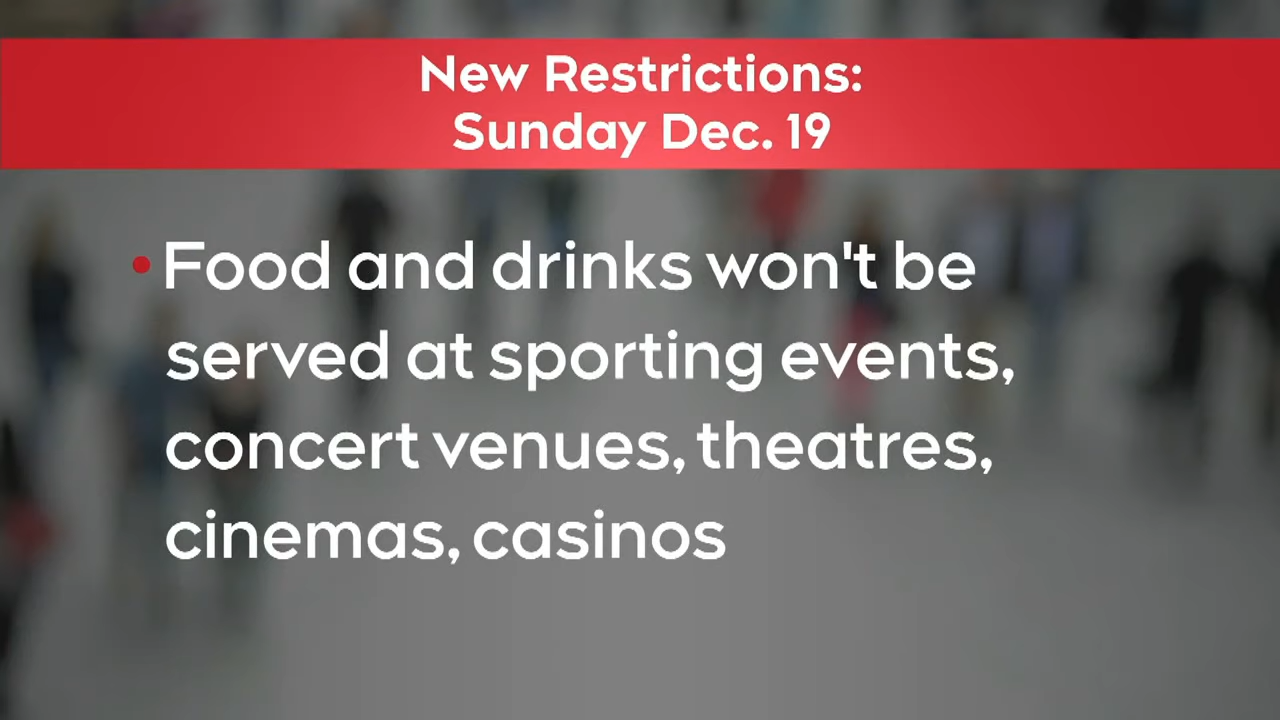 New Restrictions:
Sunday Dec. 19
• Food and drinks won't be
served at sporting events,
concert venues, theatres,
cinemas, casinos